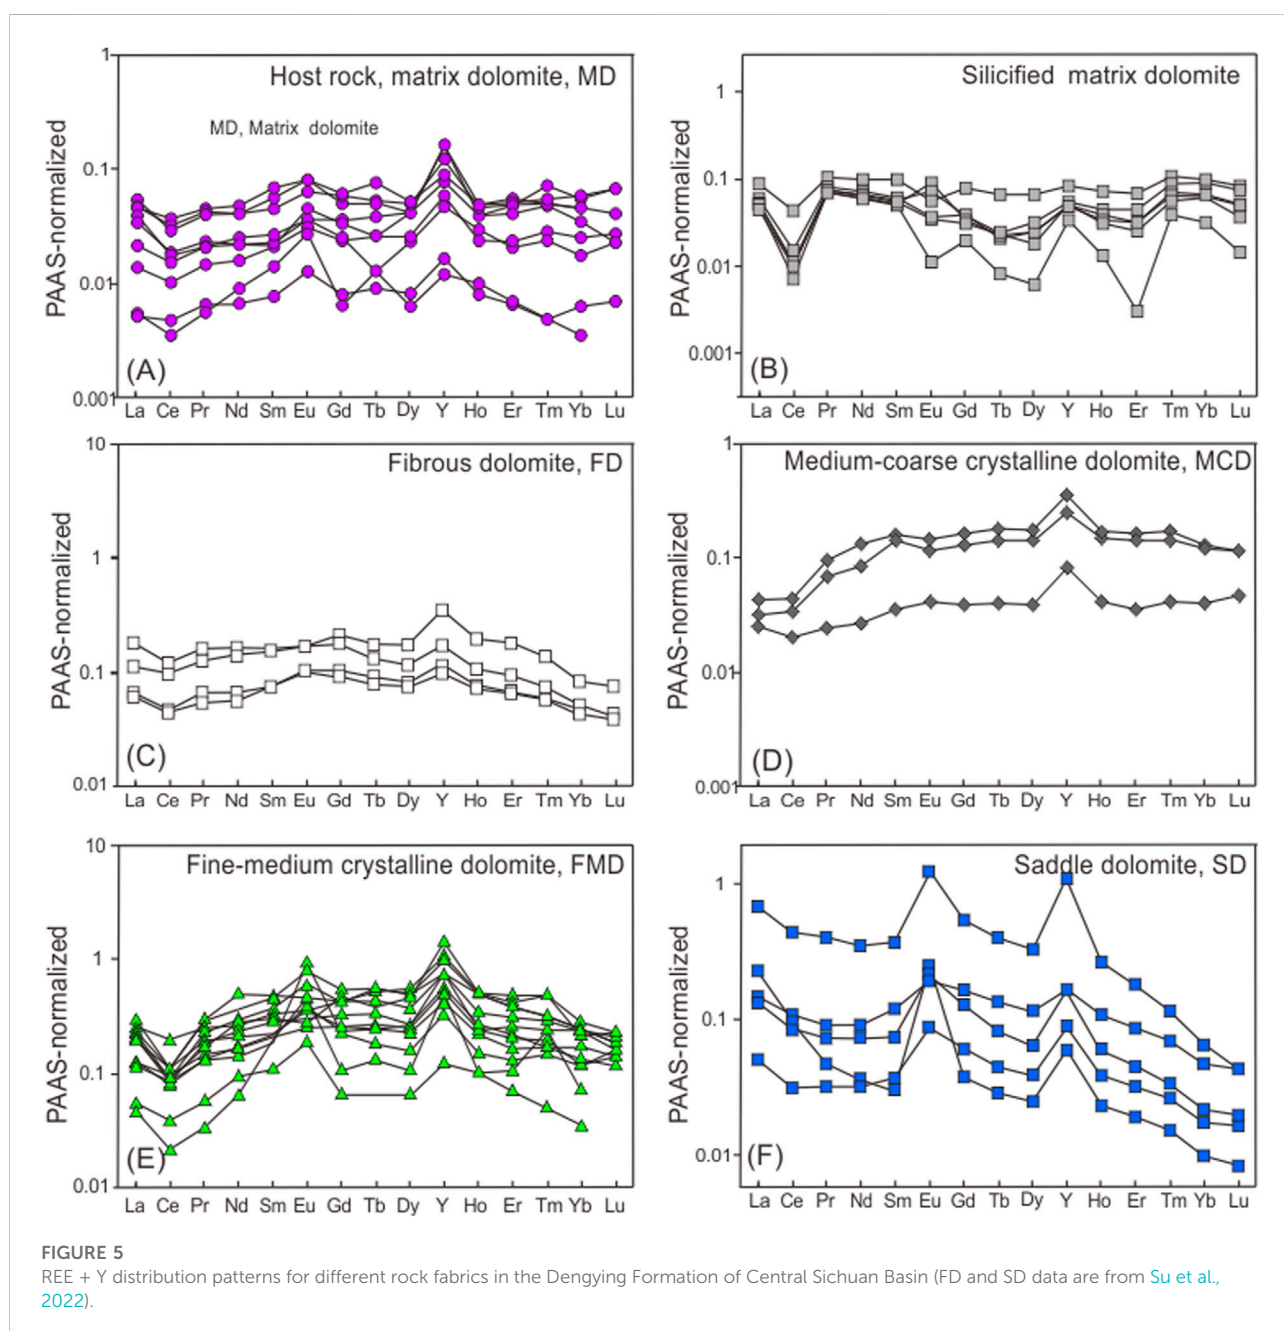 Host rock, matrix dolomite, MD
MD, Matrix dolomite
PAAS-normalized
1
0.1
0.01
0.001
(A)
La Ce Pr Nd Sm Eu Gd Tb Dy Y Ho Er Tm Yb Lu
Silicified matrix dolomite
PAAS-normalized
1
0.1
0.01
0.001
(B)
La Ce Pr Nd Sm Eu Gd Tb Dy Y Ho Er Tm Yb Lu
Fibrous dolomite, FD
PAAS-normalized
10
1
0.1
0.01
(C)
La Ce Pr Nd Sm Eu Gd Tb Dy Y Ho Er Tm Yb Lu
Medium-coarse crystalline dolomite, MCD
PAAS-normalized
1
0.1
0.01
0.001
(D)
La Ce Pr Nd Sm Eu Gd Tb Dy Y Ho Er Tm Yb Lu
Fine-medium crystalline dolomite, FMD
PAAS-normalized
10
1
0.1
0.01
(E)
La Ce Pr Nd Sm Eu Gd Tb Dy Y Ho Er Tm Yb Lu
Saddle dolomite, SD
PAAS-normalized
1
0.1
0.01
(F)
La Ce Pr Nd Sm Eu Gd Tb Dy Y Ho Er Tm Yb Lu
FIGURE 5
REE + Y distribution patterns for different rock fabrics in the Dengying Formation of Central Sichuan Basin (FD and SD data are from Su et al.,
2022).